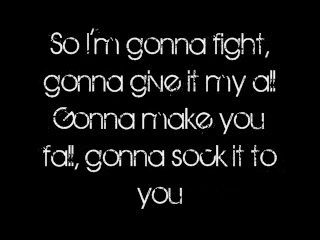 So I'm gonna fight,
gonna give it my all
Gonna make you
fall, gonna sock it to
you